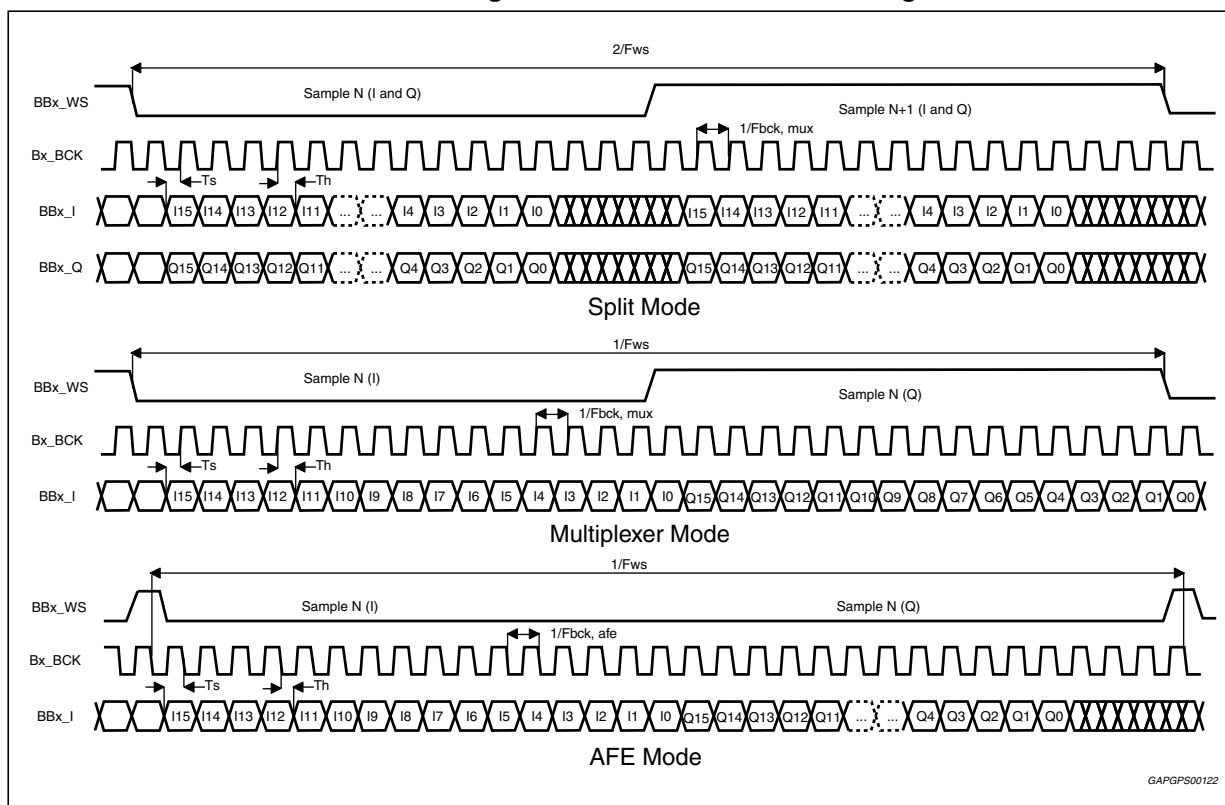 2/Fws
BBx_WS
Sample N (I and Q)
Sample N+1 (I and Q)
1/Fbck, mux
Bx_BCK
Ts
Th
BBx_I
I15 I14 I13 I12 I11 ... ... I4 I3 I2 I1 I0 I15 I14 I13 I12 I11 ... ... I4 I3 I2 I1 I0
BBx_Q
Q15 Q14 Q13 Q12 Q11 ... ... Q4 Q3 Q2 Q1 Q0 Q15 Q14 Q13 Q12 Q11 ... ... Q4 Q3 Q2 Q1 Q0
Split Mode
1/Fws
BBx_WS
Sample N (I)
Sample N (Q)
1/Fbck, mux
Bx_BCK
Ts
Th
BBx_I
I15 I14 I13 I12 I11 I10 I9 I8 I7 I6 I5 I4 I3 I2 I1 I0 Q15 Q14 Q13 Q12 Q11 Q10 Q9 Q8 Q7 Q6 Q5 Q4 Q3 Q2 Q1 Q0
Multiplexer Mode
1/Fws
BBx_WS
Sample N (I)
Sample N (Q)
1/Fbck, afe
Bx_BCK
Ts
Th
BBx_I
I15 I14 I13 I12 I11 I10 I9 I8 I7 I6 I5 I4 I3 I2 I1 I0 Q15 Q14 Q13 Q12 Q11 ... ... Q4 Q3 Q2 Q1 Q0
AFE Mode
GAPGPS00122